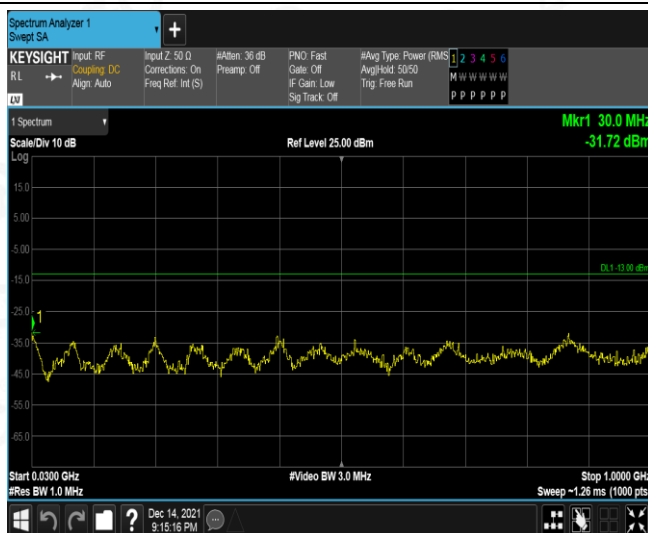 Spectrum Analyzer 1
Swept SA
+
KEYSIGHT Input: RF Input Z: 50 Ω #Atten: 36 dB PNO: Fast #Avg Type: Power (RMS 1 2 3 4 5 6
RL Coupling: DC Corrections: On Preamp: Off Gate: Off Avg|Hold: 50/50 M W W W W W
Align: Auto Freq Ref: Int (S) IF Gain: Low Trig: Free Run
LXI Sig Track: Off P P P P P P
1 Spectrum Mkr1 30.0 MHz
Scale/Div 10 dB Ref Level 25.00 dBm -31.72 dBm
Log
15.0
5.00
-5.00
DL1 -13.00 dBm
-15.0
-25.0
1
-35.0
-45.0
-55.0
-65.0
Start 0.0300 GHz #Video BW 3.0 MHz Stop 1.0000 GHz
#Res BW 1.0 MHz Sweep ~1.26 ms (1000 pts
? Dec 14, 2021
9:15:16 PM